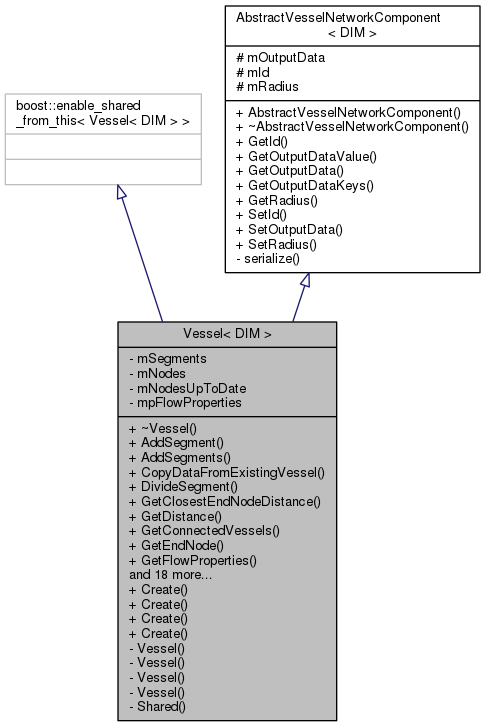 AbstractVesselNetworkComponent
< DIM >
# mOutputData
# mId
# mRadius
+ AbstractVesselNetworkComponent()
+ ~AbstractVesselNetworkComponent()
+ GetId()
+ GetOutputDataValue()
+ GetOutputData()
+ GetOutputDataKeys()
+ GetRadius()
+ SetId()
+ SetOutputData()
+ SetRadius()
- serialize()
boost::enable_shared
_from_this< Vessel< DIM > >
Vessel< DIM >
- mSegments
- mNodes
- mNodesUpToDate
- mpFlowProperties
+ ~Vessel()
+ AddSegment()
+ AddSegments()
+ CopyDataFromExistingVessel()
+ DivideSegment()
+ GetClosestEndNodeDistance()
+ GetDistance()
+ GetConnectedVessels()
+ GetEndNode()
+ GetFlowProperties()
and 18 more...
+ Create()
+ Create()
+ Create()
+ Create()
- Vessel()
- Vessel()
- Vessel()
- Vessel()
- Shared()